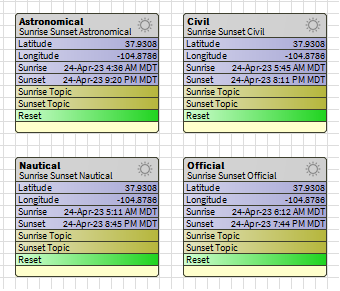 Astronomical
Sunrise Sunset Astronomical
Latitude 37.9308
Longitude -104.8786
Sunrise 24-Apr-23 4:36 AM MDT
Sunset 24-Apr-23 9:20 PM MDT
Sunrise Topic
Sunset Topic
Reset
Civil
Sunrise Sunset Civil
Latitude 37.9308
Longitude -104.8786
Sunrise 24-Apr-23 5:45 AM MDT
Sunset 24-Apr-23 8:11 PM MDT
Sunrise Topic
Sunset Topic
Reset
Nautical
Sunrise Sunset Nautical
Latitude 37.9308
Longitude -104.8786
Sunrise 24-Apr-23 5:11 AM MDT
Sunset 24-Apr-23 8:45 PM MDT
Sunrise Topic
Sunset Topic
Reset
Official
Sunrise Sunset Official
Latitude 37.9308
Longitude -104.8786
Sunrise 24-Apr-23 6:12 AM MDT
Sunset 24-Apr-23 7:44 PM MDT
Sunrise Topic
Sunset Topic
Reset